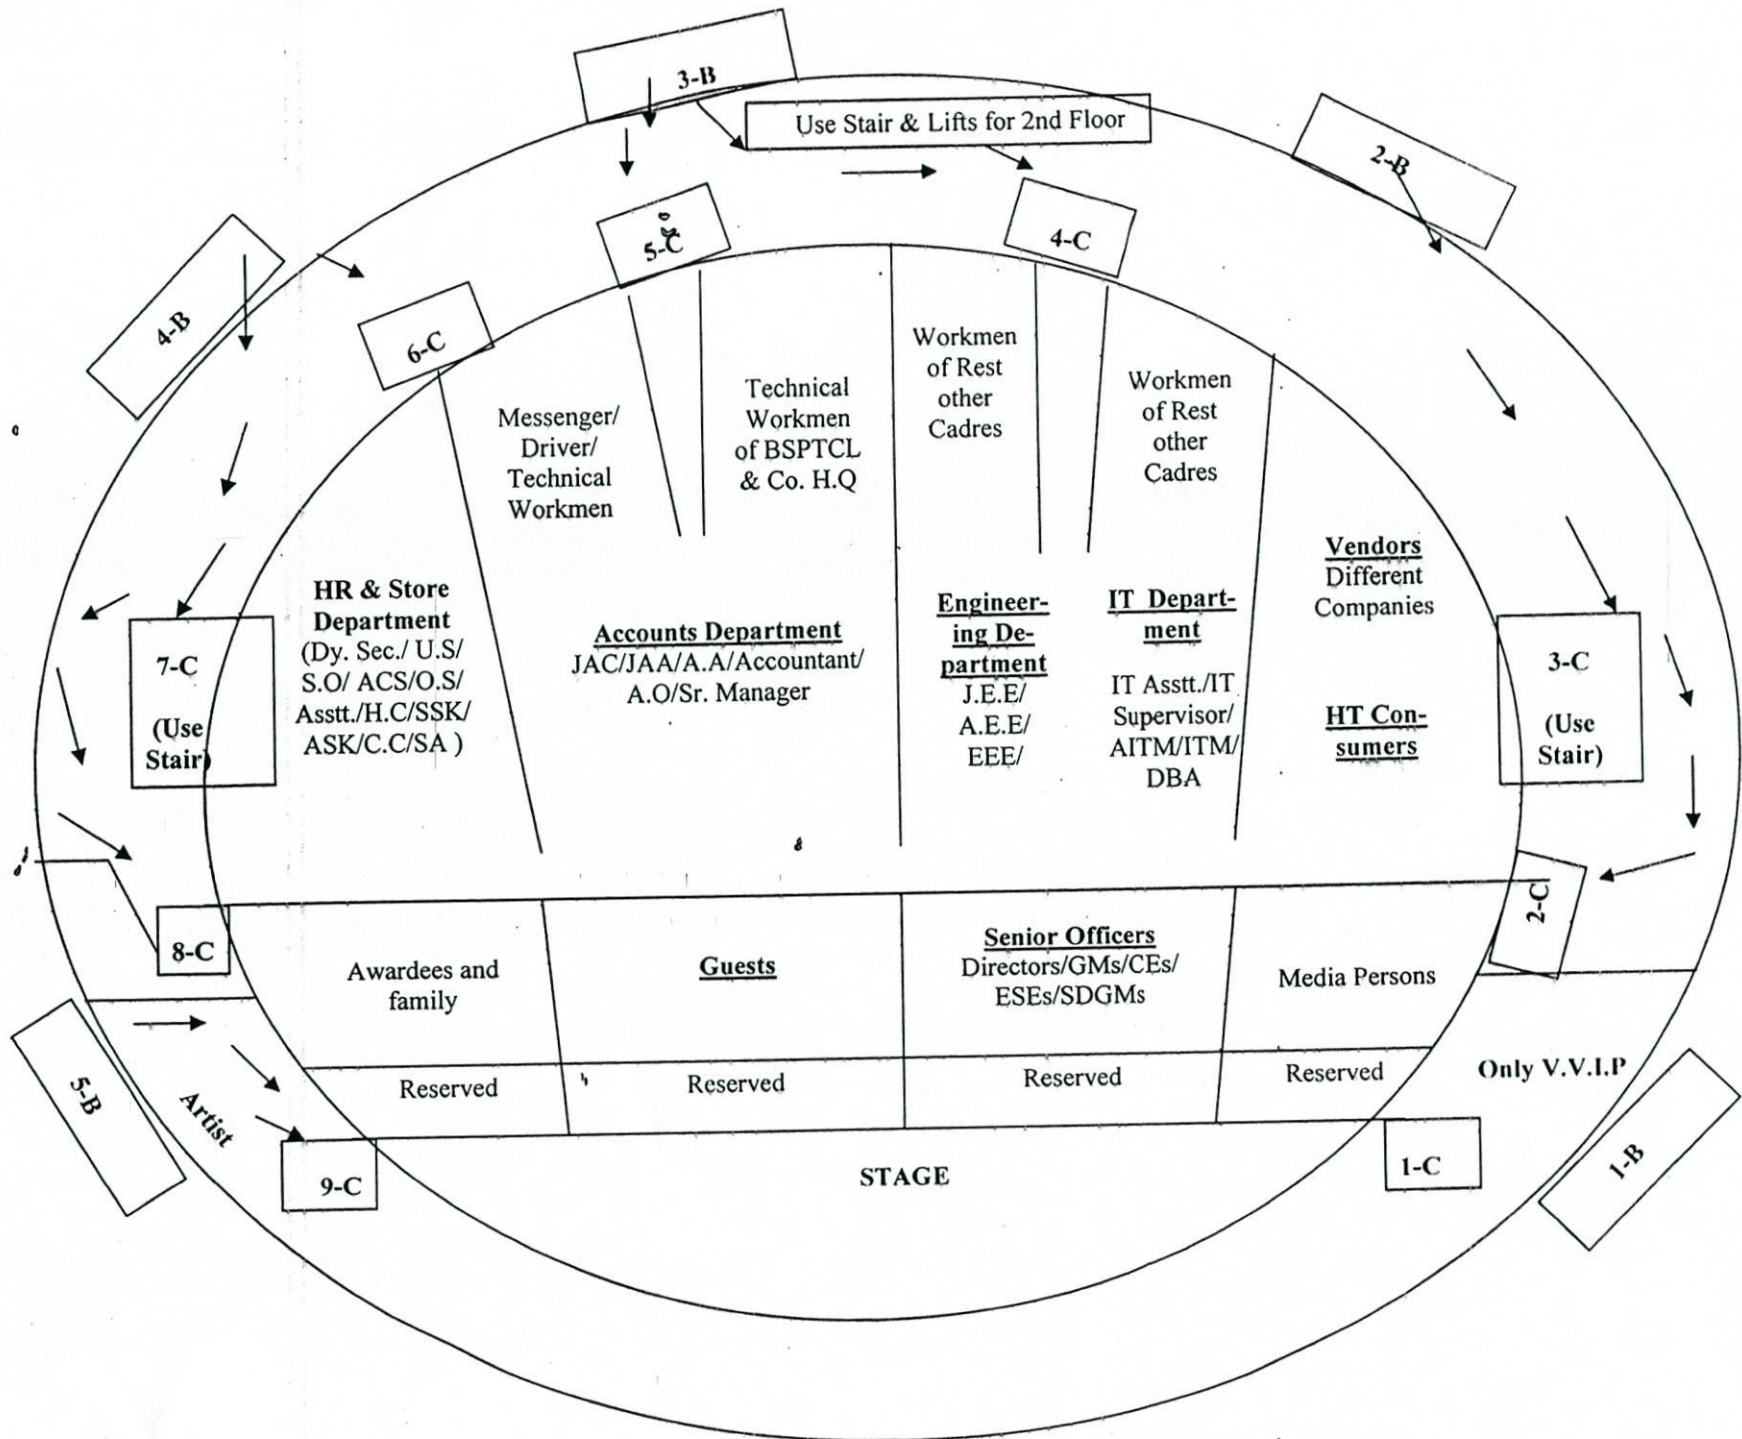 3-B
Use Stair & Lifts for 2nd Floor
2-B
5-C
4-C
4-B
6-C
Messenger/
Driver/
Technical
Workmen
Technical
Workmen
of BSPTCL
& Co. H.Q
Workmen
of Rest
other
Cadres
Workmen
of Rest
other
Cadres
7-C
(Use
Stair)
HR & Store
Department
(Dy. Sec./ U.S/
S.O/ ACS/O.S/
Asstt./H.C/SSK/
ASK/C.C/SA )
Accounts Department
JAC/JAA/A.A/Accountant/
A.O/Sr. Manager
Engineer-
ing De-
partment
J.E.E/
A.E.E/
EEE/
IT Depart-
ment
IT Asstt./IT
Supervisor/
AITM/ITM/
DBA
Vendors
Different
Companies
HT Con-
sumers
3-C
(Use
Stair)
8-C
Awardees and
family
Guests
Senior Officers
Directors/GMs/CEs/
ESEs/SDGMs
Media Persons
2-C
5-B
Artist
Reserved
Reserved
Reserved
Reserved
Only V.V.I.P
1-B
9-C
STAGE
1-C